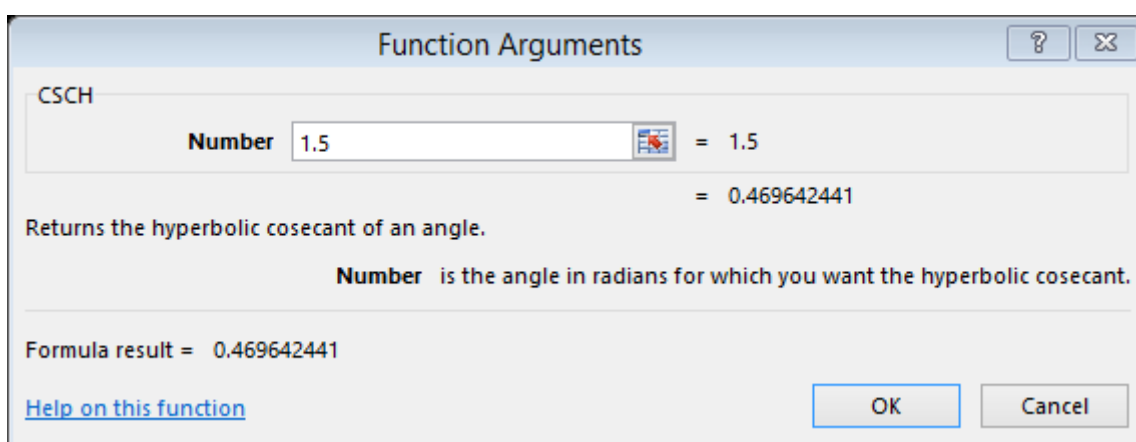 Function Arguments
CSCH
Number 1.5 = 1.5
= 0.469642441
Returns the hyperbolic cosecant of an angle.
Number is the angle in radians for which you want the hyperbolic cosecant.
Formula result = 0.469642441
Help on this function OK Cancel